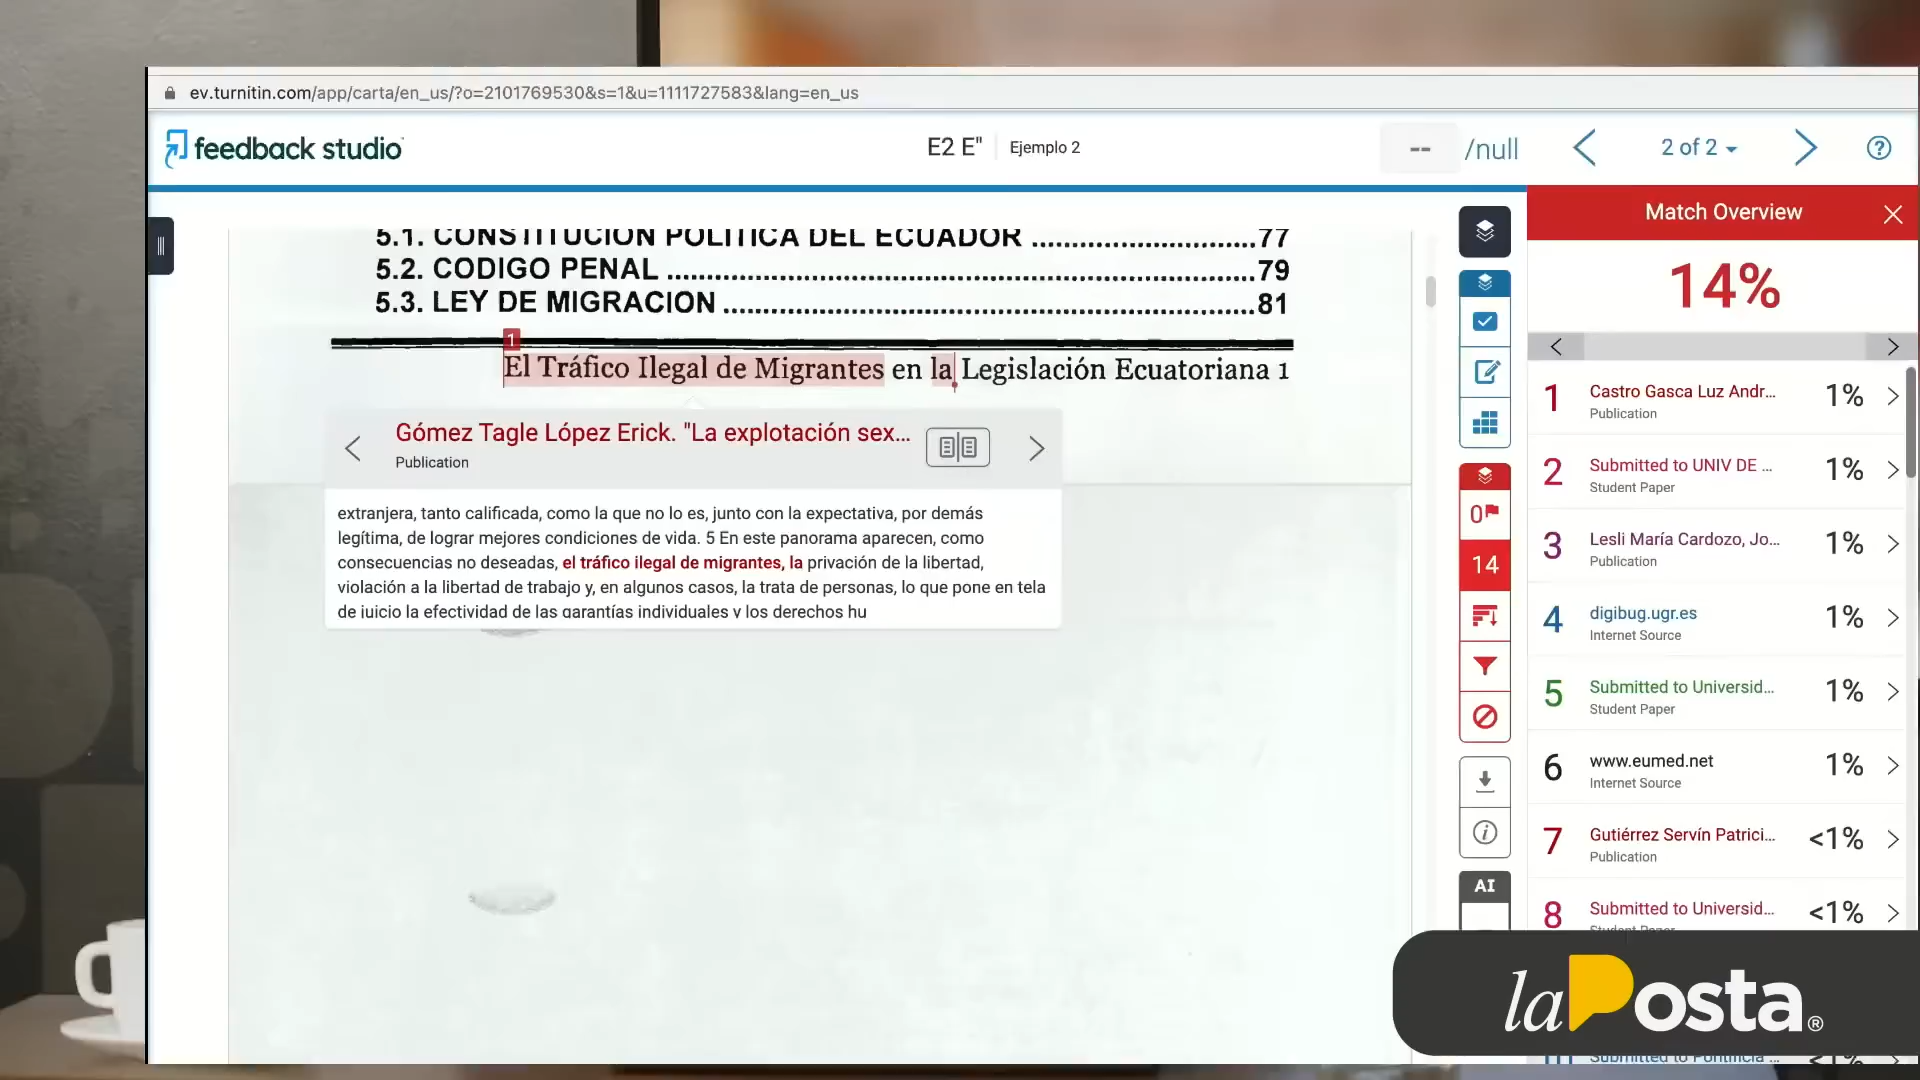 ev.turnitin.com/app/carta/en_us/?o=2101769530&s=1&u=1111727583&lang=en_us
feedback studio
E2 E"
Ejemplo 2
-- /null
2 of 2
5.1. CONSTITUCION POLITICA DEL ECUADOR ..............................77
5.2. CODIGO PENAL ........................................................................79
5.3. LEY DE MIGRACION .................................................................81
1
El Tráfico Ilegal de Migrantes en la Legislación Ecuatoriana 1
Gómez Tagle López Erick. "La explotación sex...
Publication
extranjera, tanto calificada, como la que no lo es, junto con la expectativa, por demás
legítima, de lograr mejores condiciones de vida. 5 En este panorama aparecen, como
consecuencias no deseadas, el tráfico ilegal de migrantes, la privación de la libertad,
violación a la libertad de trabajo y, en algunos casos, la trata de personas, lo que pone en tela
de juicio la efectividad de las garantías individuales y los derechos hu
0
14
AI
Match Overview
14%
1 Castro Gasca Luz Andr... 1%
Publication
2 Submitted to UNIV DE ... 1%
Student Paper
3 Lesli María Cardozo, Jo... 1%
Publication
4 digibug.ugr.es 1%
Internet Source
5 Submitted to Universid... 1%
Student Paper
6 www.eumed.net 1%
Internet Source
7 Gutiérrez Servín Patrici... <1%
Publication
8 Submitted to Universid... <1%
Student Paper
laPosta®
Submitted to Pontificia ...